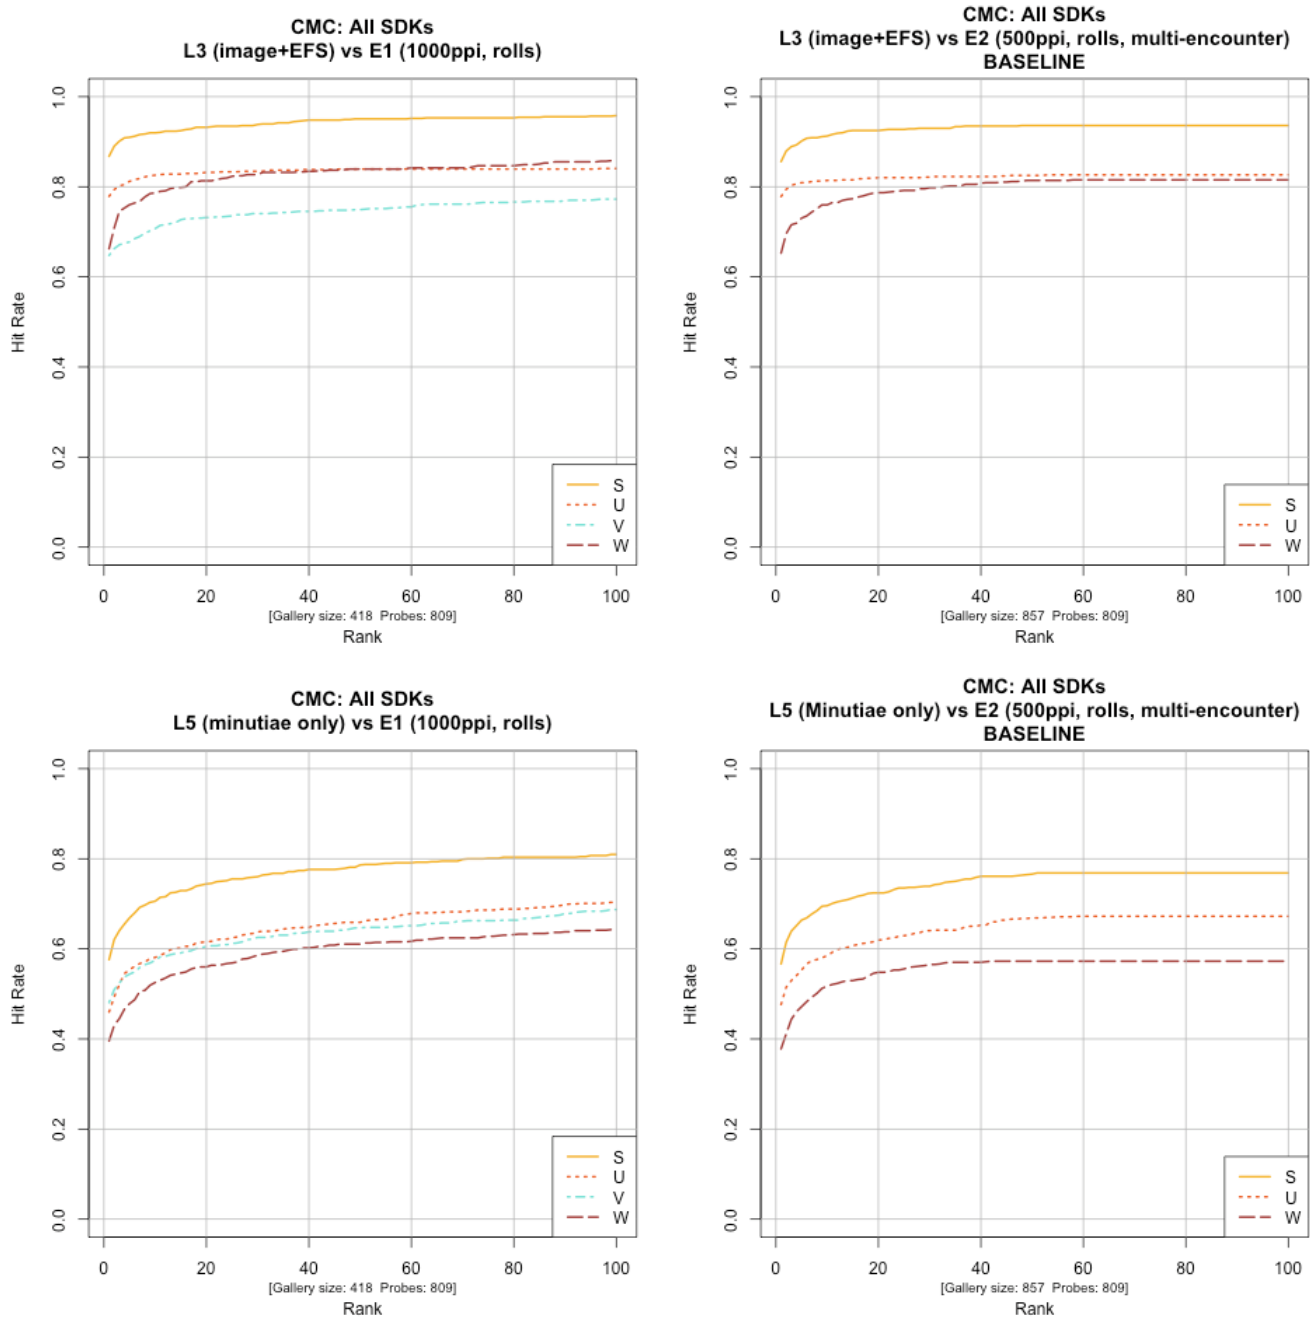 CMC: All SDKs
L3 (image+EFS) vs E1 (1000ppi, rolls)
Hit Rate
1.0
0.8
0.6
0.4
0.2
0.0
S
U
V
W
0 20 40 60 80 100
[Gallery size: 418 Probes: 809]
Rank
CMC: All SDKs
L3 (image+EFS) vs E2 (500ppi, rolls, multi-encounter)
BASELINE
Hit Rate
1.0
0.8
0.6
0.4
0.2
0.0
S
U
W
0 20 40 60 80 100
[Gallery size: 857 Probes: 809]
Rank
CMC: All SDKs
L5 (minutiae only) vs E1 (1000ppi, rolls)
Hit Rate
1.0
0.8
0.6
0.4
0.2
0.0
S
U
V
W
0 20 40 60 80 100
[Gallery size: 418 Probes: 809]
Rank
CMC: All SDKs
L5 (Minutiae only) vs E2 (500ppi, rolls, multi-encounter)
BASELINE
Hit Rate
1.0
0.8
0.6
0.4
0.2
0.0
S
U
W
0 20 40 60 80 100
[Gallery size: 857 Probes: 809]
Rank